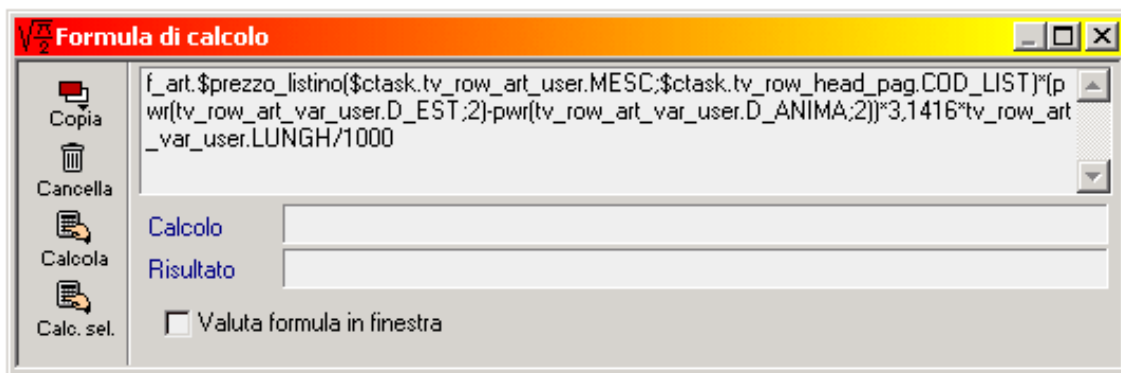 Formula di calcolo
Copia
Cancella
Calcola
Calc. sel.
f_art.$prezzo_listino($ctask.tv_row_art_user.MESC;$ctask.tv_row_head_pag.COD_LIST)*(p
wr(tv_row_art_var_user.D_EST;2)-pwr(tv_row_art_var_user.D_ANIMA;2))*3,1416*tv_row_art
_var_user.LUNGH/1000
Calcolo
Risultato
Valuta formula in finestra